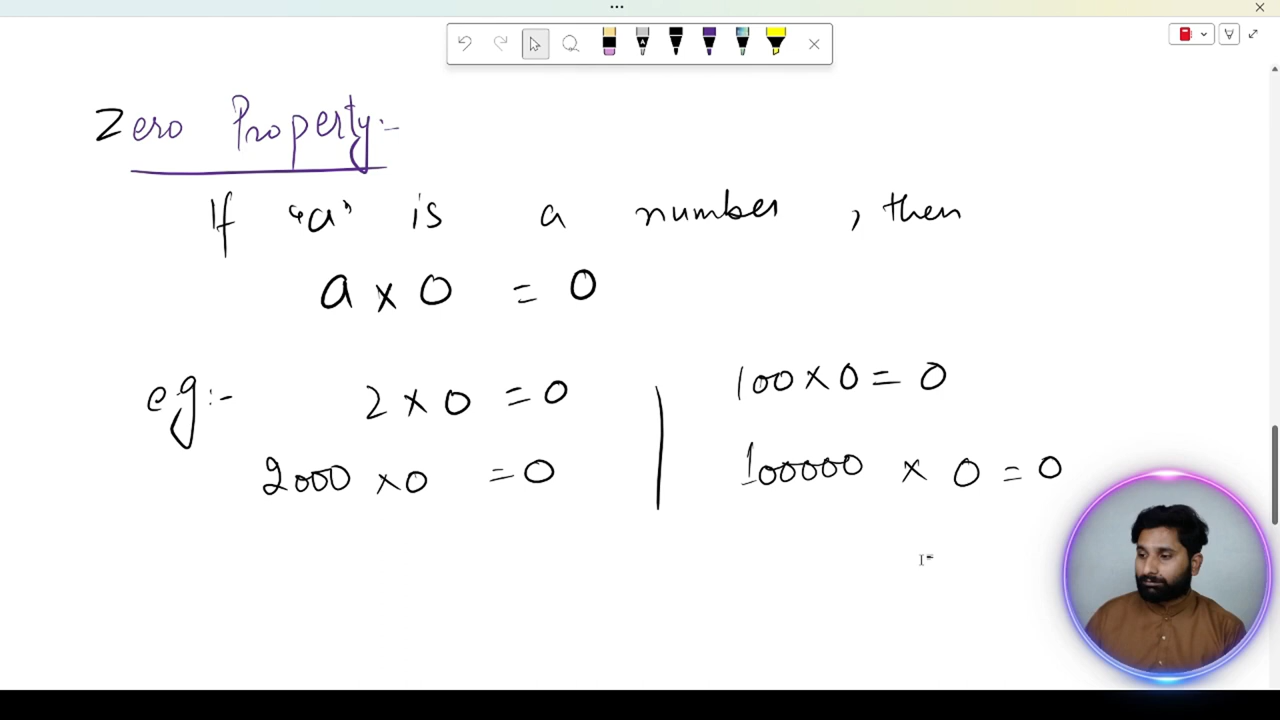 Zero Property:-
If "a" is a number, then
a × 0 = 0
eg:- 2 × 0 = 0
2000 × 0 = 0
100 × 0 = 0
100000 × 0 = 0